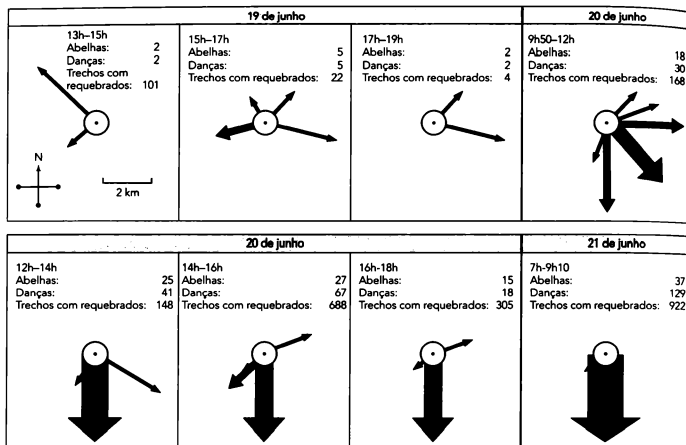 19 de junho
20 de junho
13h–15h
Abelhas: 2
Danças: 2
Trechos com
requebrados: 101
N
2 km
15h–17h
Abelhas: 5
Danças: 5
Trechos com requebrados: 22
17h–19h
Abelhas: 2
Danças: 2
Trechos com requebrados: 4
9h50–12h
Abelhas: 18
Danças: 30
Trechos com requebrados: 168
20 de junho
21 de junho
12h–14h
Abelhas: 25
Danças: 41
Trechos com requebrados: 148
14h–16h
Abelhas: 27
Danças: 67
Trechos com requebrados: 688
16h-18h
Abelhas: 15
Danças: 18
Trechos com requebrados: 305
7h-9h10
Abelhas: 37
Danças: 129
Trechos com requebrados: 922